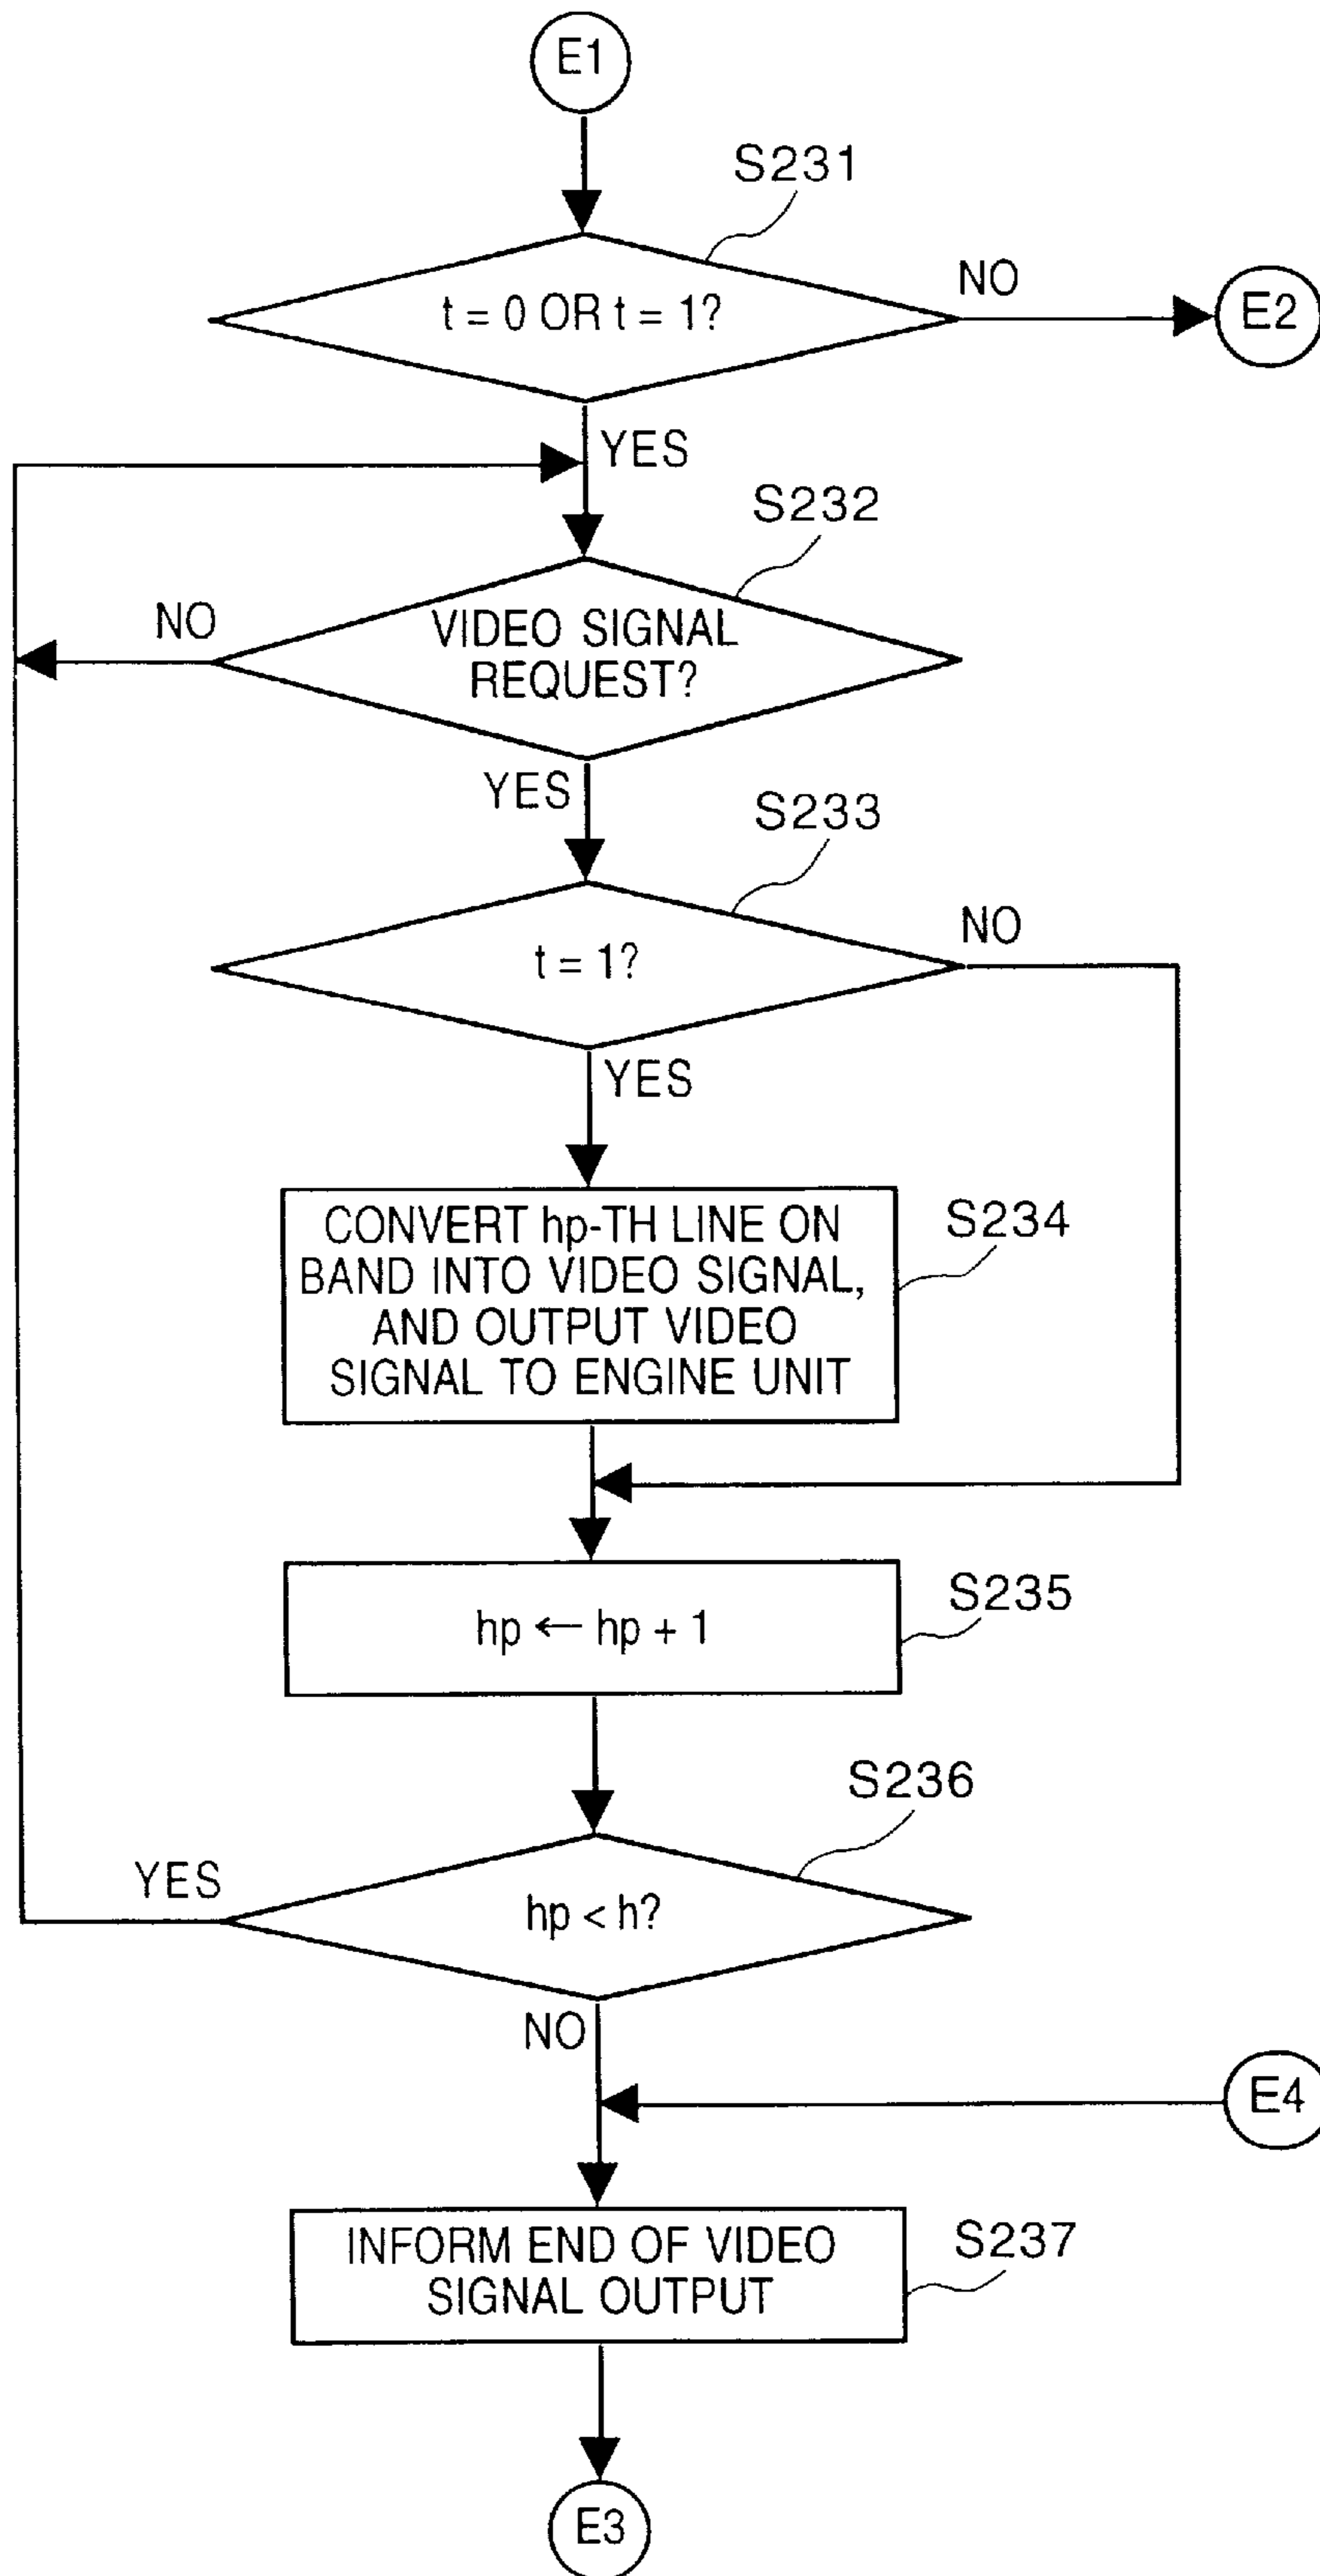 E1
S231
t = 0 OR t = 1?
NO
E2
YES
S232
VIDEO SIGNAL
REQUEST?
NO
YES
S233
t = 1?
NO
YES
CONVERT hp-TH LINE ON
BAND INTO VIDEO SIGNAL,
AND OUTPUT VIDEO
SIGNAL TO ENGINE UNIT
S234
hp ← hp + 1
S235
S236
hp < h?
YES
NO
E4
INFORM END OF VIDEO
SIGNAL OUTPUT
S237
E3